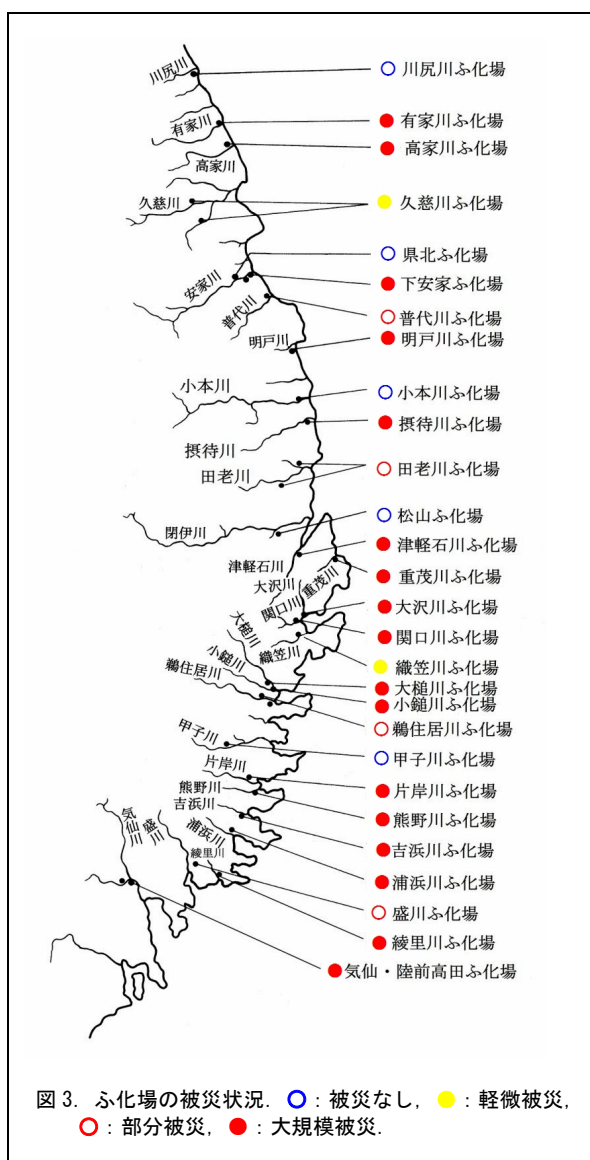 川尻川
○ 川尻川ふ化場
有家川
● 有家川ふ化場
● 高家川ふ化場
高家川
久慈川
● 久慈川ふ化場
○ 県北ふ化場
安家川
● 下安家ふ化場
普代川
○ 普代川ふ化場
明戸川
● 明戸川ふ化場
小本川
○ 小本川ふ化場
摂待川
● 摂待川ふ化場
田老川
○ 田老川ふ化場
閉伊川
○ 松山ふ化場
津軽石川
● 津軽石川ふ化場
重茂川
● 重茂川ふ化場
大沢川
● 大沢川ふ化場
関口川
● 関口川ふ化場
織笠川
● 織笠川ふ化場
大槌川
● 大槌川ふ化場
小鎚川
● 小鎚川ふ化場
鵜住居川
○ 鵜住居川ふ化場
甲子川
○ 甲子川ふ化場
片岸川
● 片岸川ふ化場
熊野川
● 熊野川ふ化場
吉浜川
● 吉浜川ふ化場
浦浜川
● 浦浜川ふ化場
盛川
○ 盛川ふ化場
綾里川
● 綾里川ふ化場
気仙川
● 気仙・陸前高田ふ化場
図 3. ふ化場の被災状況. ○：被災なし, ●：軽微被災,
○：部分被災, ●：大規模被災.